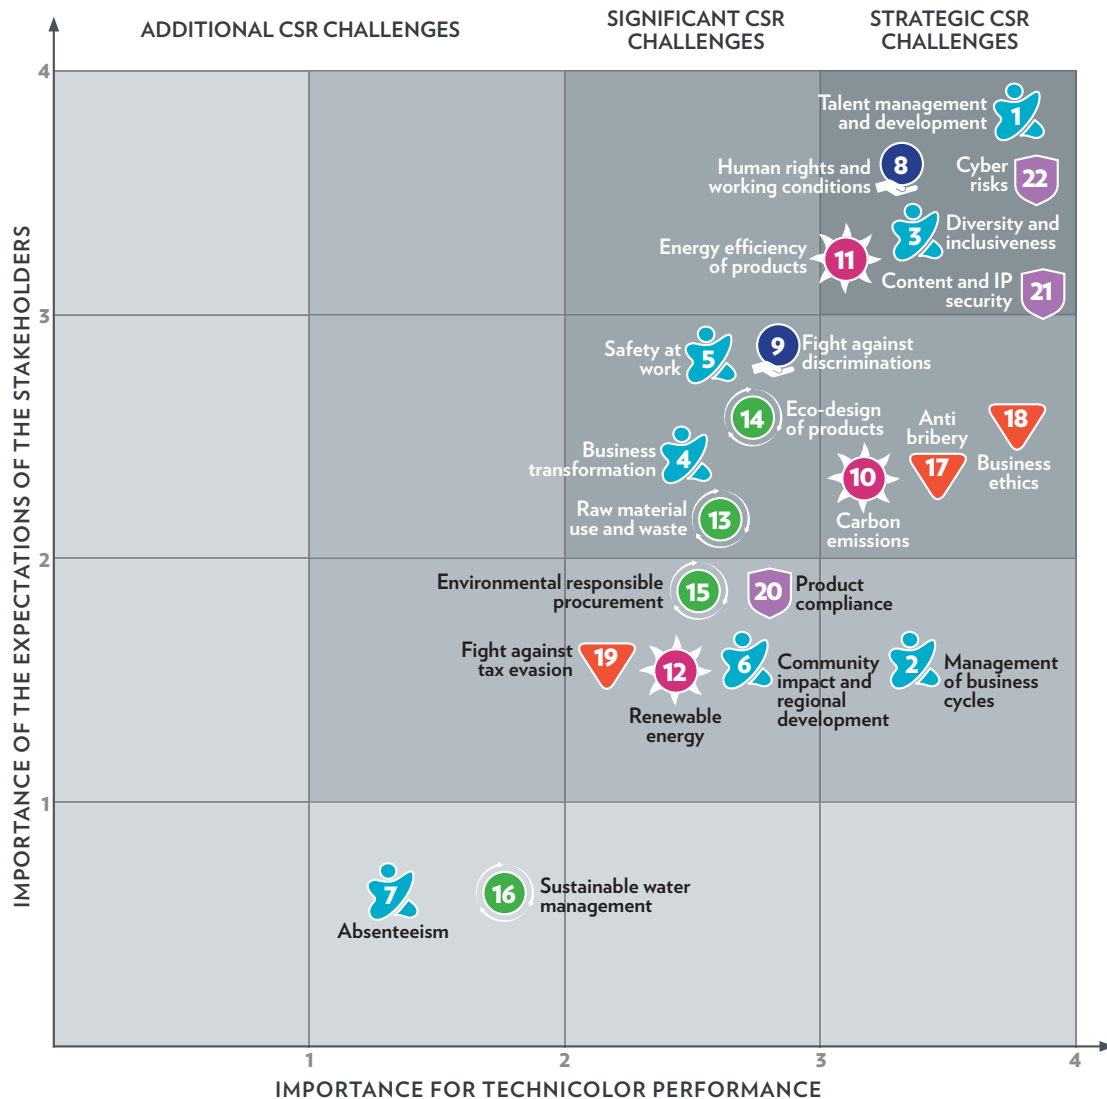 ADDITIONAL CSR CHALLENGES
SIGNIFICANT CSR
CHALLENGES
STRATEGIC CSR
CHALLENGES
IMPORTANCE OF THE EXPECTATIONS OF THE STAKEHOLDERS
4
Talent management
and development
1
Human rights and
working conditions
8
Cyber
risks
22
Energy efficiency
of products
11
3
Diversity and
inclusiveness
Content and IP
security
21
3
Safety at
work
5
9
Fight against
discriminations
14
Eco-design
of products
Anti
bribery
17
18
Business
ethics
Business
transformation
4
10
Carbon
emissions
Raw material
use and waste
13
2
Environmental responsible
procurement
15
20
Product
compliance
Fight against
tax evasion
19
12
Renewable
energy
6
Community
impact and
regional
development
2
Management
of business
cycles
1
7
Absenteeism
16
Sustainable water
management
1
2
3
4
IMPORTANCE FOR TECHNICOLOR PERFORMANCE